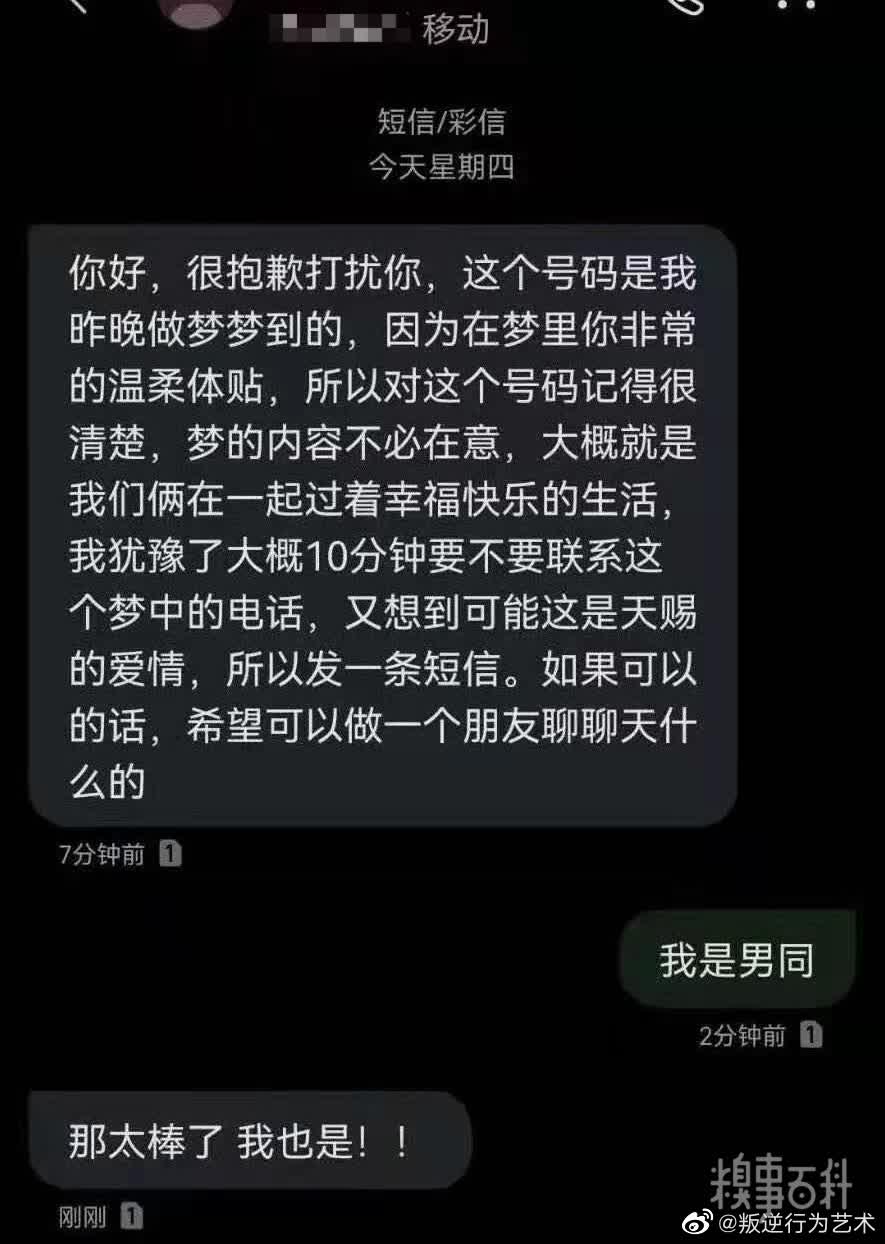 移动
短信/彩信
今天星期四
你好，很抱歉打扰你，这个号码是我
昨晚做梦梦到的，因为在梦里你非常
的温柔体贴，所以对这个号码记得很
清楚，梦的内容不必在意，大概就是
我们俩在一起过着幸福快乐的生活，
我犹豫了大概10分钟要不要联系这
个梦中的电话，又想到可能这是天赐
的爱情，所以发一条短信。如果可以
的话，希望可以做一个朋友聊聊天什
么的
7分钟前 1
我是男同
2分钟前 1
那太棒了 我也是！！
刚刚 1
糗事百科
@叛逆行为艺术